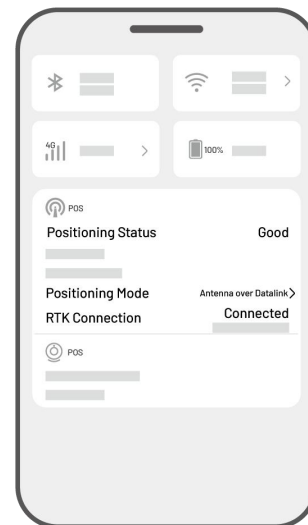 4G
100%
POS
Positioning Status Good
Positioning Mode Antenna over Datalink
RTK Connection Connected
POS